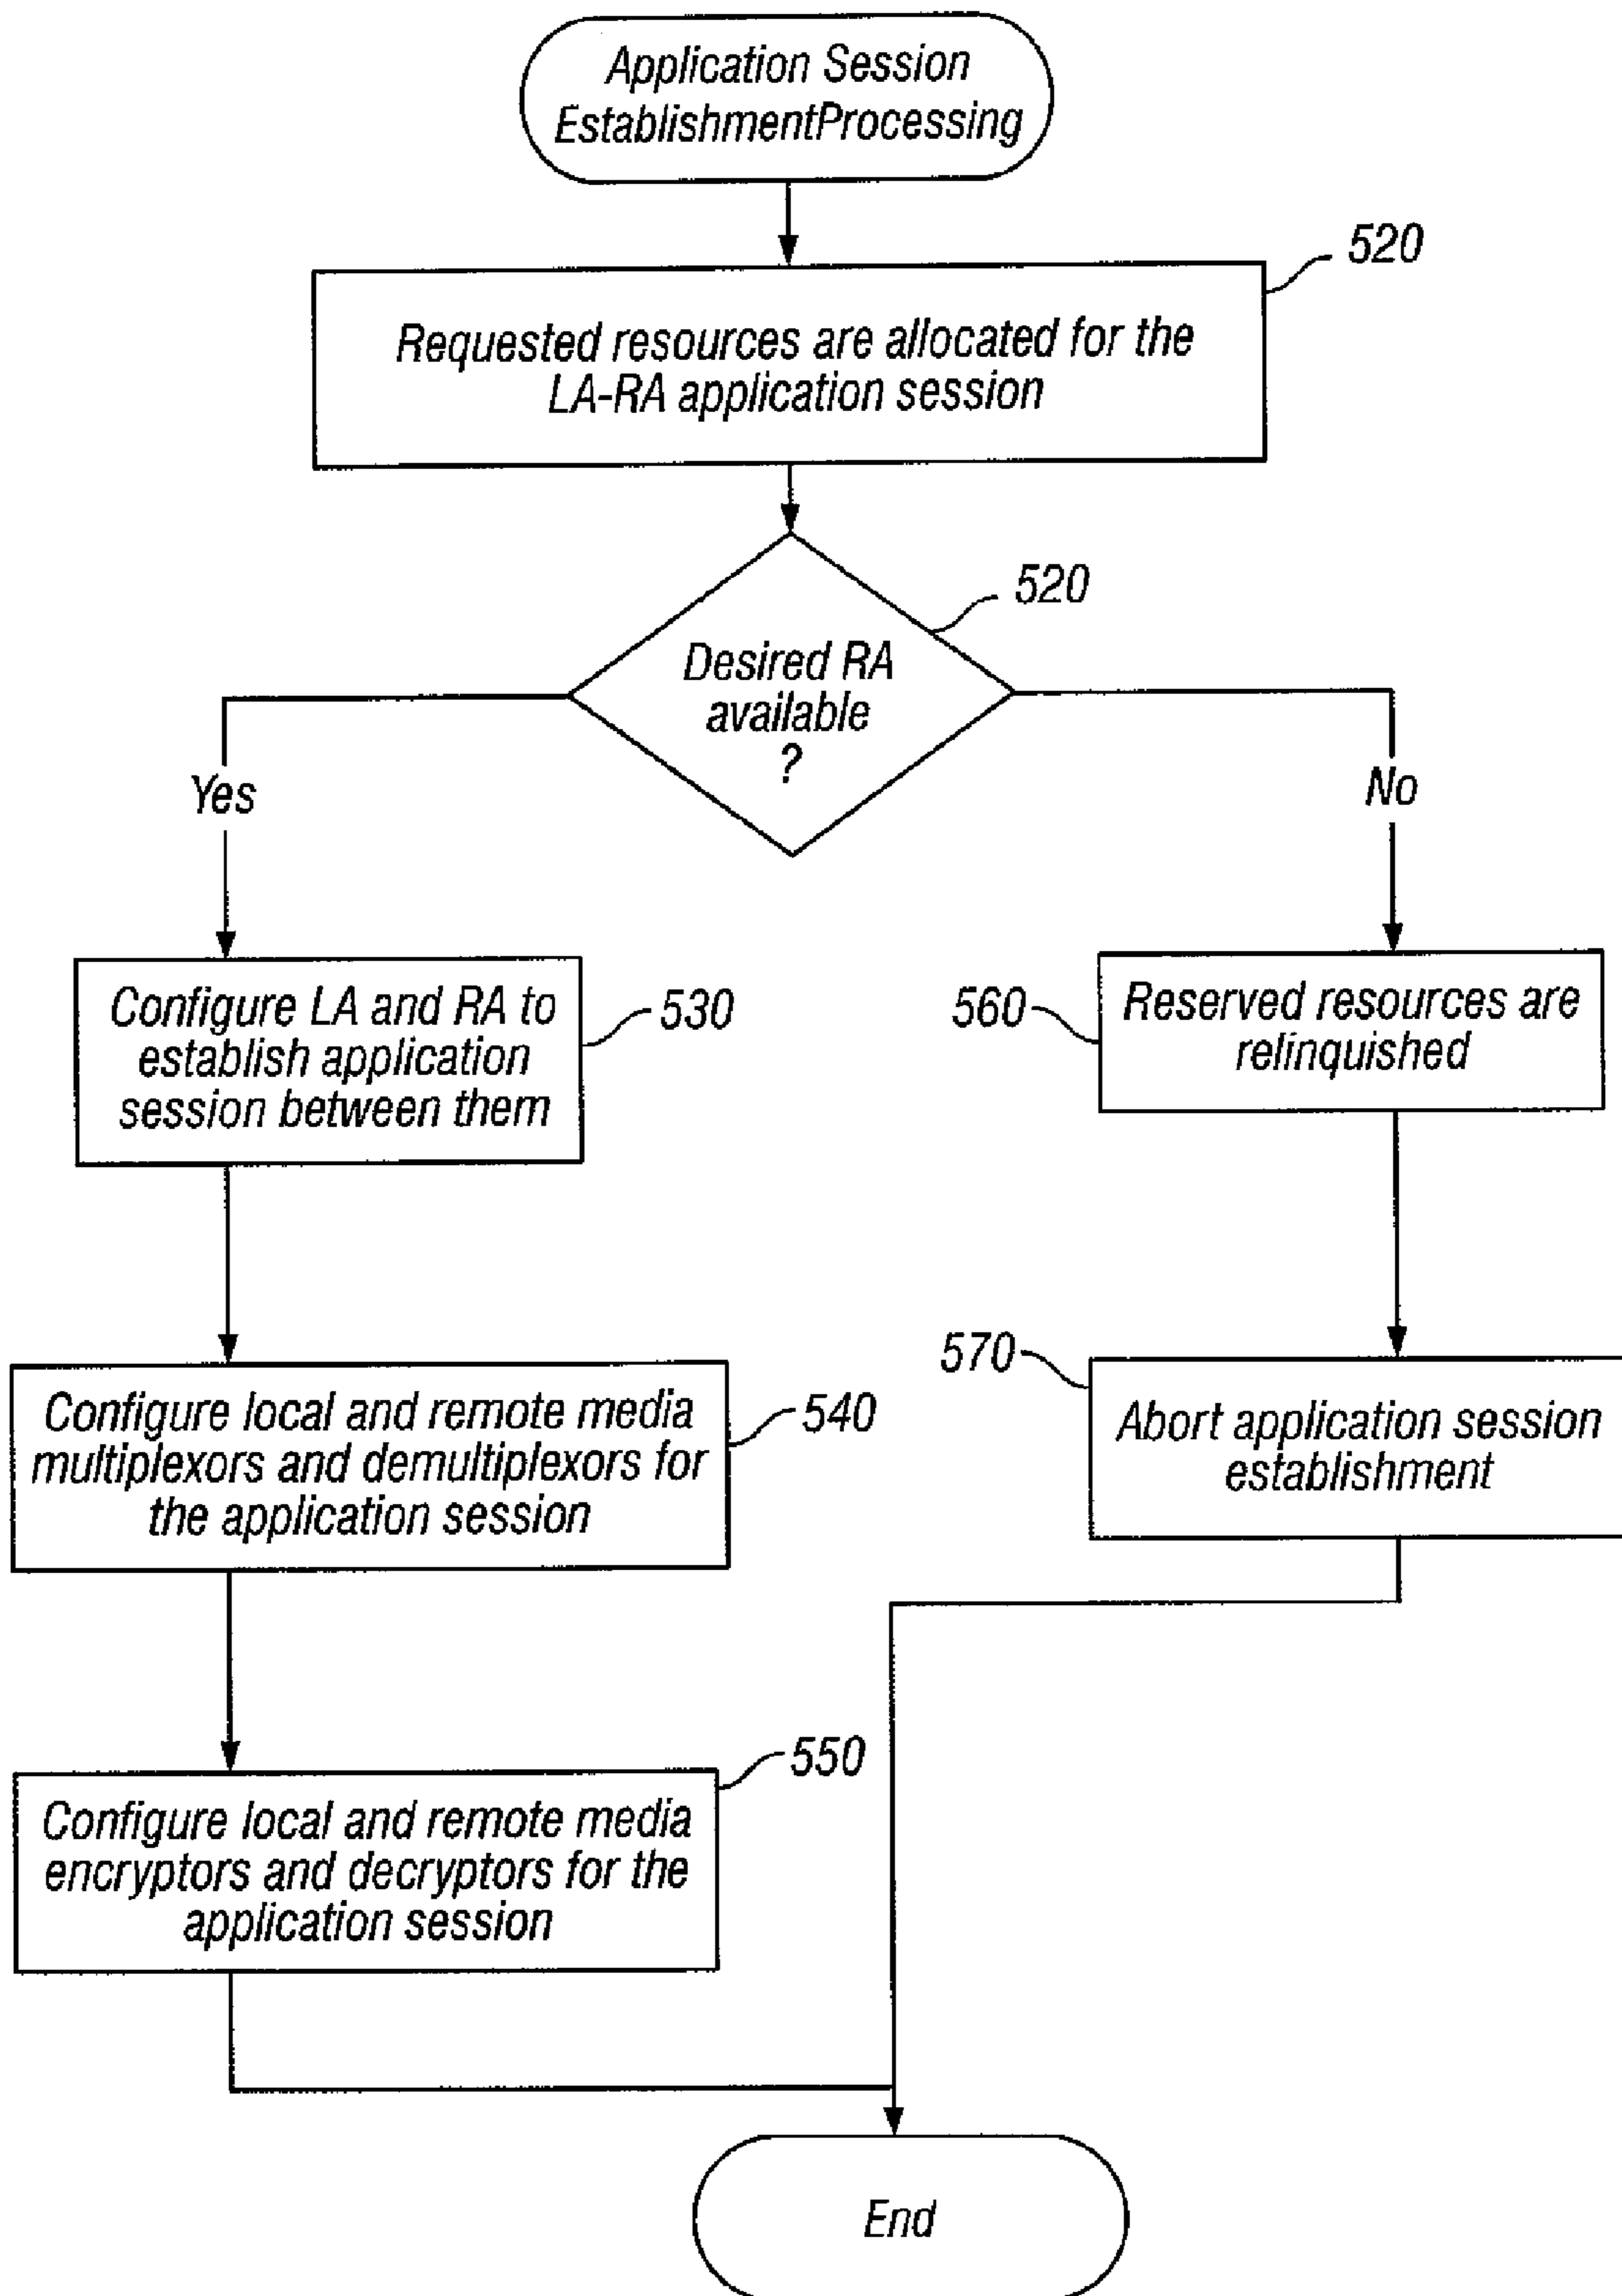 Application Session
EstablishmentProcessing
520
Requested resources are allocated for the
LA-RA application session
520
Desired RA
available
?
Yes
No
Configure LA and RA to
establish application
session between them
530
560
Reserved resources are
relinquished
Configure local and remote media
multiplexors and demultiplexors for
the application session
540
570
Abort application session
establishment
550
Configure local and remote media
encryptors and decryptors for the
application session
End